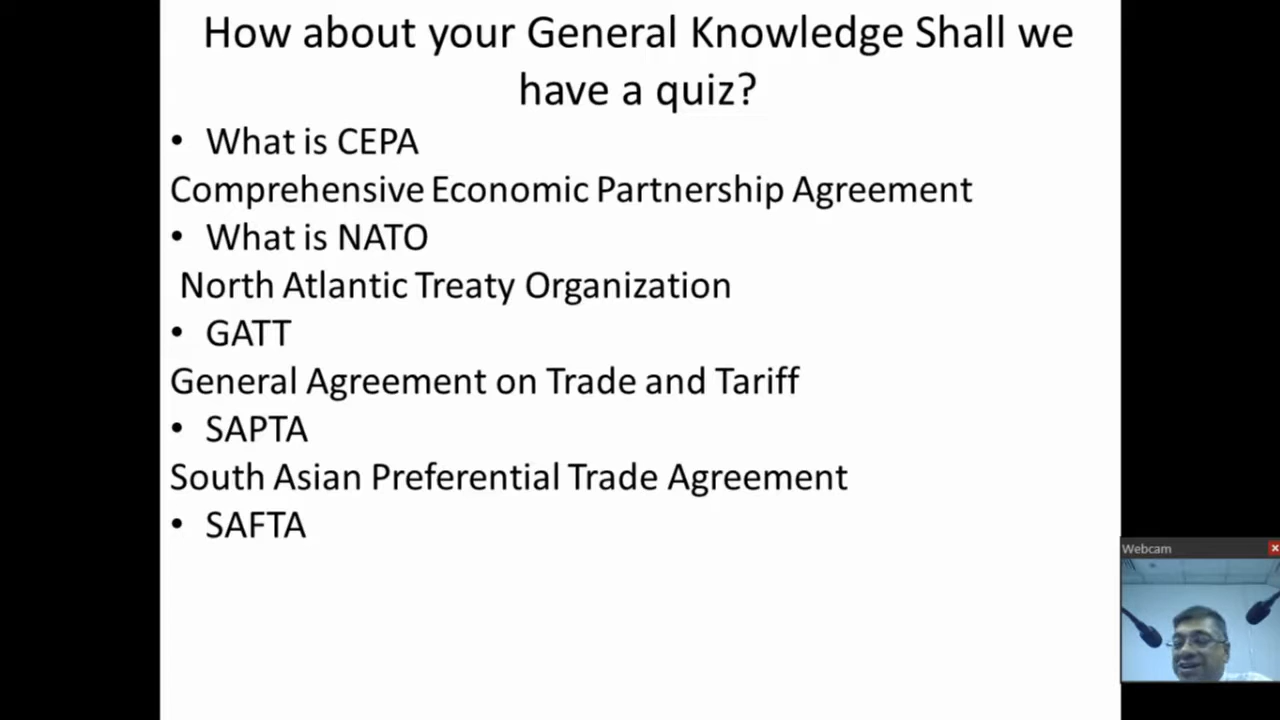 How about your General Knowledge Shall we
have a quiz?
• What is CEPA
Comprehensive Economic Partnership Agreement
• What is NATO
North Atlantic Treaty Organization
• GATT
General Agreement on Trade and Tariff
• SAPTA
South Asian Preferential Trade Agreement
• SAFTA
Webcam